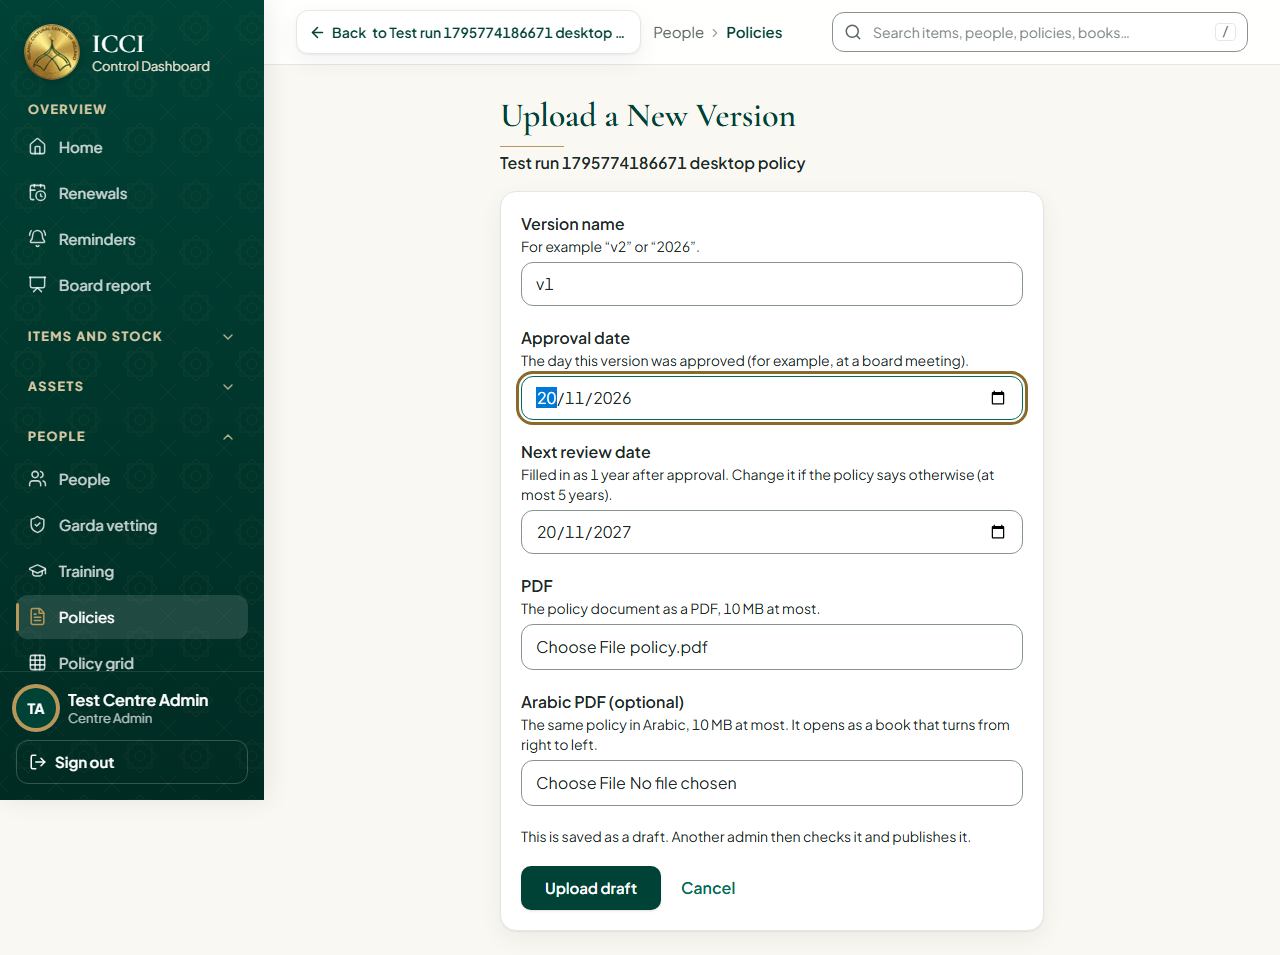 ICCI
Control Dashboard
OVERVIEW
Home
Renewals
Reminders
Board report
ITEMS AND STOCK
ASSETS
PEOPLE
People
Garda vetting
Training
Policies
Policy grid
TA
Test Centre Admin
Centre Admin
Sign out
Back to Test run 1795774186671 desktop ...
People > Policies
Search items, people, policies, books...
/
Upload a New Version
Test run 1795774186671 desktop policy
Version name
For example “v2” or “2026”.
v1
Approval date
The day this version was approved (for example, at a board meeting).
20/11/2026
Next review date
Filled in as 1 year after approval. Change it if the policy says otherwise (at
most 5 years).
20/11/2027
PDF
The policy document as a PDF, 10 MB at most.
Choose File policy.pdf
Arabic PDF (optional)
The same policy in Arabic, 10 MB at most. It opens as a book that turns from
right to left.
Choose File No file chosen
This is saved as a draft. Another admin then checks it and publishes it.
Upload draft
Cancel